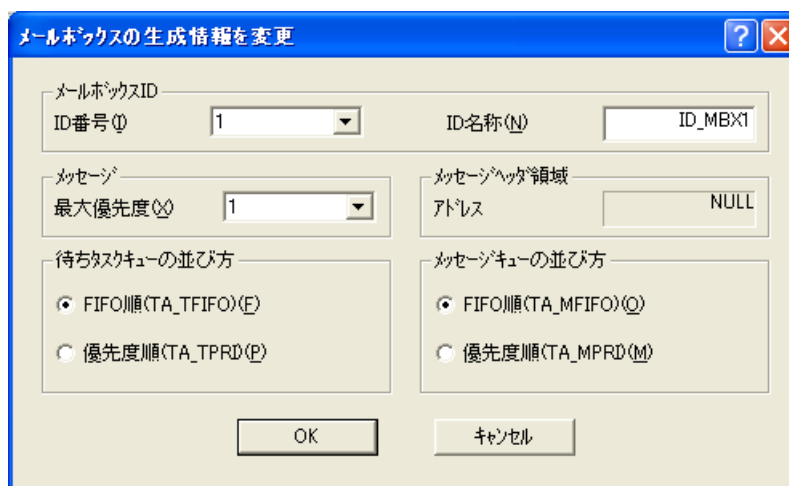 メールボックスの生成情報を変更
メールボックスID
ID番号(I) 1 ID名称(N) ID_MBX1
メッセージ メッセージヘッダ領域
最大優先度(X) 1 アドレス NULL
待ちタスクキューの並び方 メッセージキューの並び方
FIFO順(TA_TFIFO)(F) FIFO順(TA_MFIFO)(O)
優先度順(TA_TPRI)(P) 優先度順(TA_MPRI)(M)
OK キャンセル